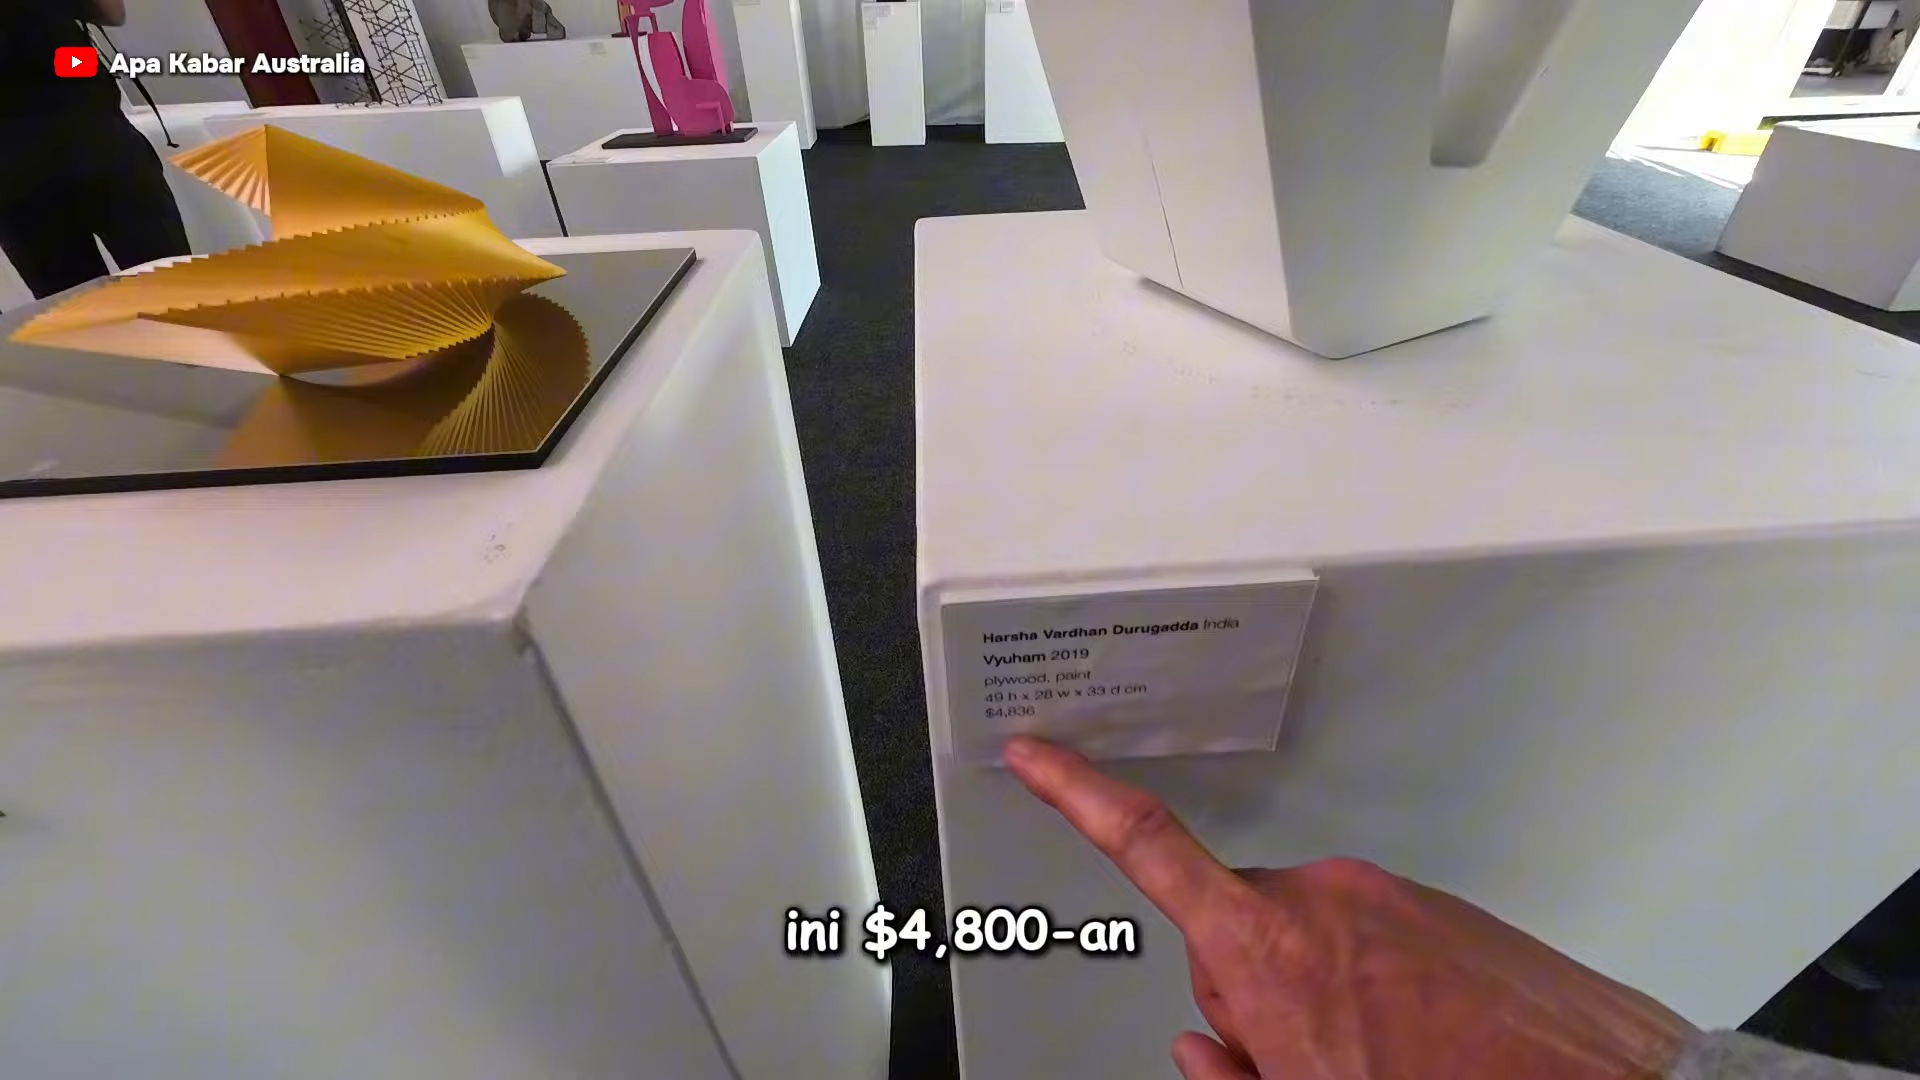 Apa Kabar Australia
Harsha Vardhan Durugadda India
Vyuham 2019
plywood, paint
49 h x 28 w x 33 d cm
$4,836
ini $4,800-an